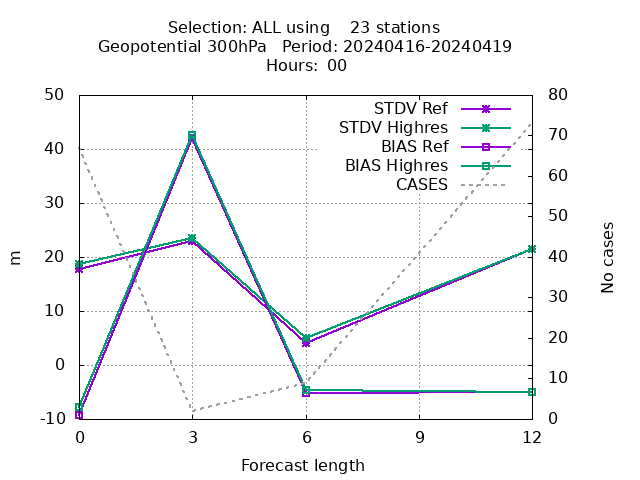 Selection: ALL using    23 stations
Geopotential 300hPa   Period: 20240416-20240419
Hours: 00
50
40
30
20
10
0
-10
m
STDV Ref
STDV Highres
BIAS Ref
BIAS Highres
CASES
80
70
60
50
40
30
20
10
0
No cases
0 3 6 9 12
Forecast length